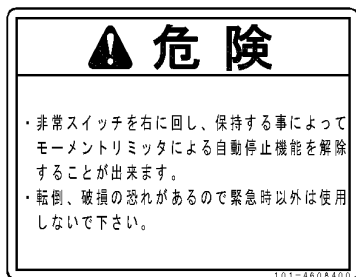 危険
・非常スイッチを右に回し、保持する事によって
モーメントリミッタによる自動停止機能を解除
することが出来ます。
・転倒、破損の恐れがあるので緊急時以外は使用
しないで下さい。
101-4608400-